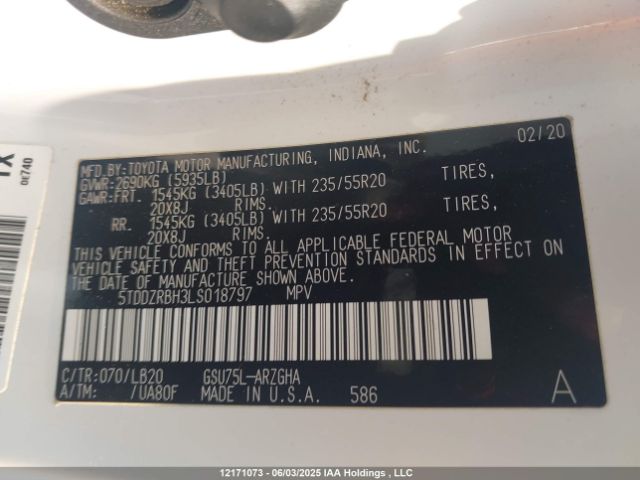 02/20
MFD.BY:TOYOTA MOTOR MANUFACTURING, INDIANA, INC.
GVWR:2690KG (5935LB)
GAWR:FRT. 1545KG (3405LB) WITH 235/55R20 TIRES,
20X8J RIMS.
RR. 1545KG (3405LB) WITH 235/55R20 TIRES,
20X8J RIMS.
THIS VEHICLE CONFORMS TO ALL APPLICABLE FEDERAL MOTOR
VEHICLE SAFETY AND THEFT PREVENTION STANDARDS IN EFFECT ON
THE DATE OF MANUFACTURE SHOWN ABOVE.
5TDDZRBH3LS018797 MPV
C/TR:070/LB20 GSU75L-ARZGHA
A/TM: /UA80F MADE IN U.S.A. 586 A
12171073 - 06/03/2025 IAA Holdings , LLC